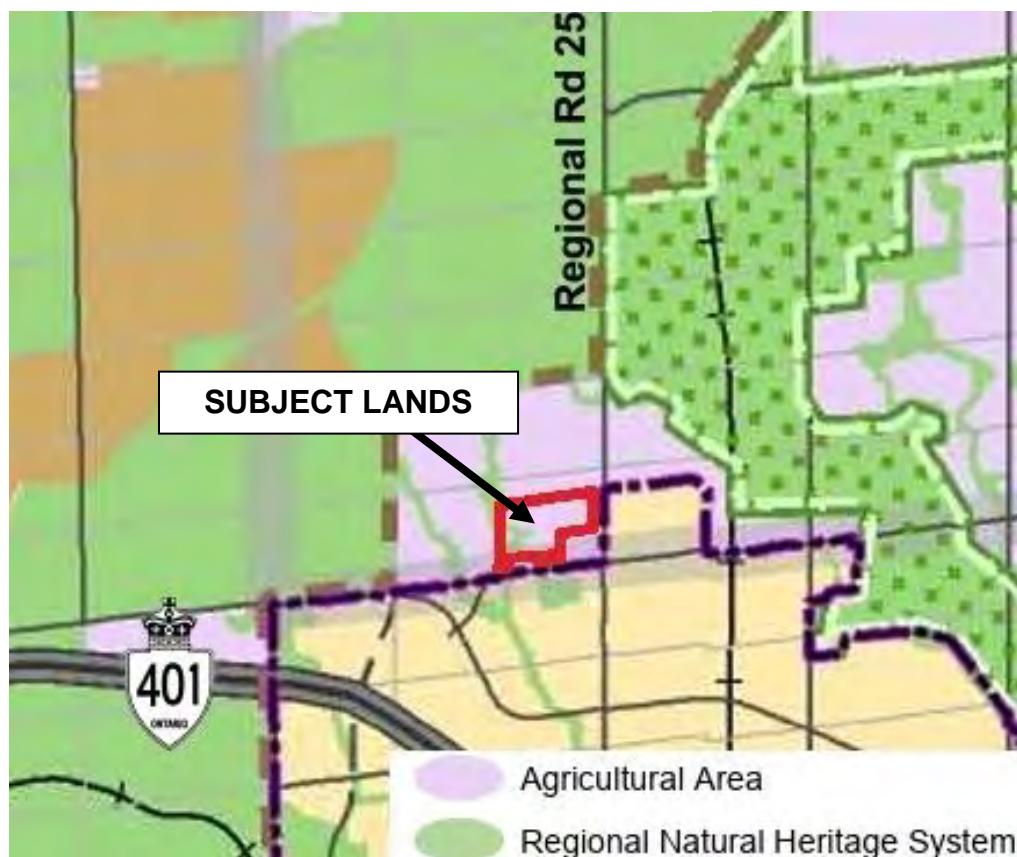 Regional Rd 25
SUBJECT LANDS
401
ONTARIO
Agricultural Area
Regional Natural Heritage System